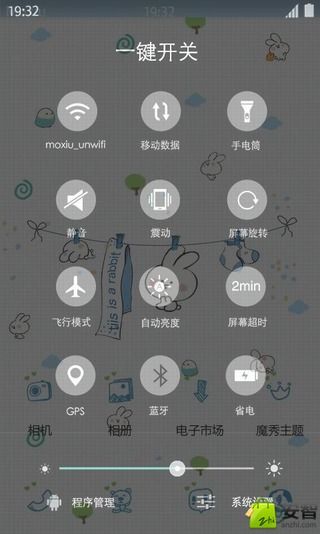 19:32 19:32
一键开关
moxiu_unwifi 移动数据 手电筒
静音 震动 屏幕旋转
this is a rabbit
2min
飞行模式 自动亮度 屏幕超时
GPS 蓝牙 省电
相机 相册 电子市场 魔秀主题
程序管理 系统设置
安智
anzhi.com